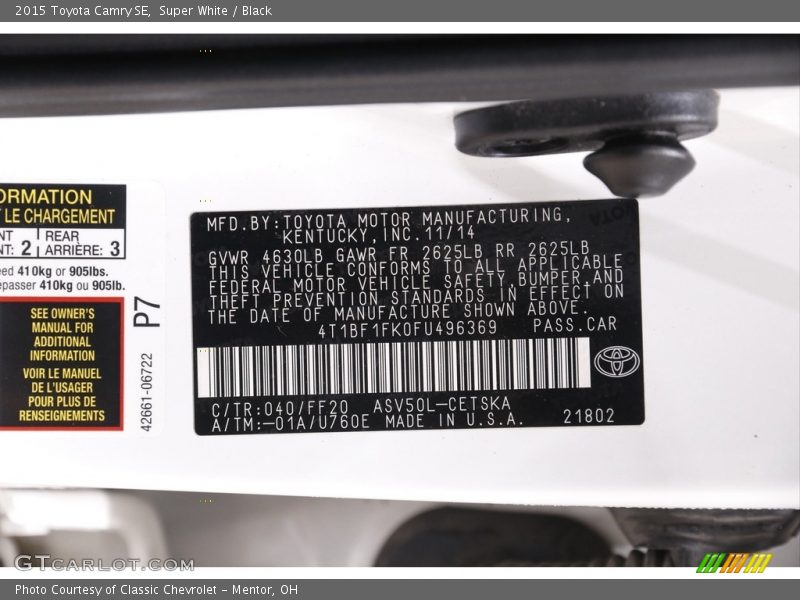 2015 Toyota Camry SE, Super White / Black
ORMATION
LE CHARGEMENT
2 REAR
ARRIÈRE: 3
410kg or 905lbs.
410kg ou 905lb.
SEE OWNER'S
MANUAL FOR
ADDITIONAL
INFORMATION
VOIR LE MANUEL
DE L'USAGER
POUR PLUS DE
RENSEIGNEMENTS
P7
42661-06722
MFD.BY:TOYOTA MOTOR MANUFACTURING,
KENTUCKY,INC.11/14
GVWR 4630LB GAWR FR 2625LB RR 2625LB
THIS VEHICLE CONFORMS TO ALL APPLICABLE
FEDERAL MOTOR VEHICLE SAFETY,BUMPER AND
THEFT PREVENTION STANDARDS IN EFFECT ON
THE DATE OF MANUFACTURE SHOWN ABOVE.
4T1BF1FK0FU496369 PASS.CAR
C/TR:040/FF20 ASV50L-CETSKA
A/TM:-01A/U760E MADE IN U.S.A. 21802
GTCARLOT.COM
Photo Courtesy of Classic Chevrolet - Mentor, OH